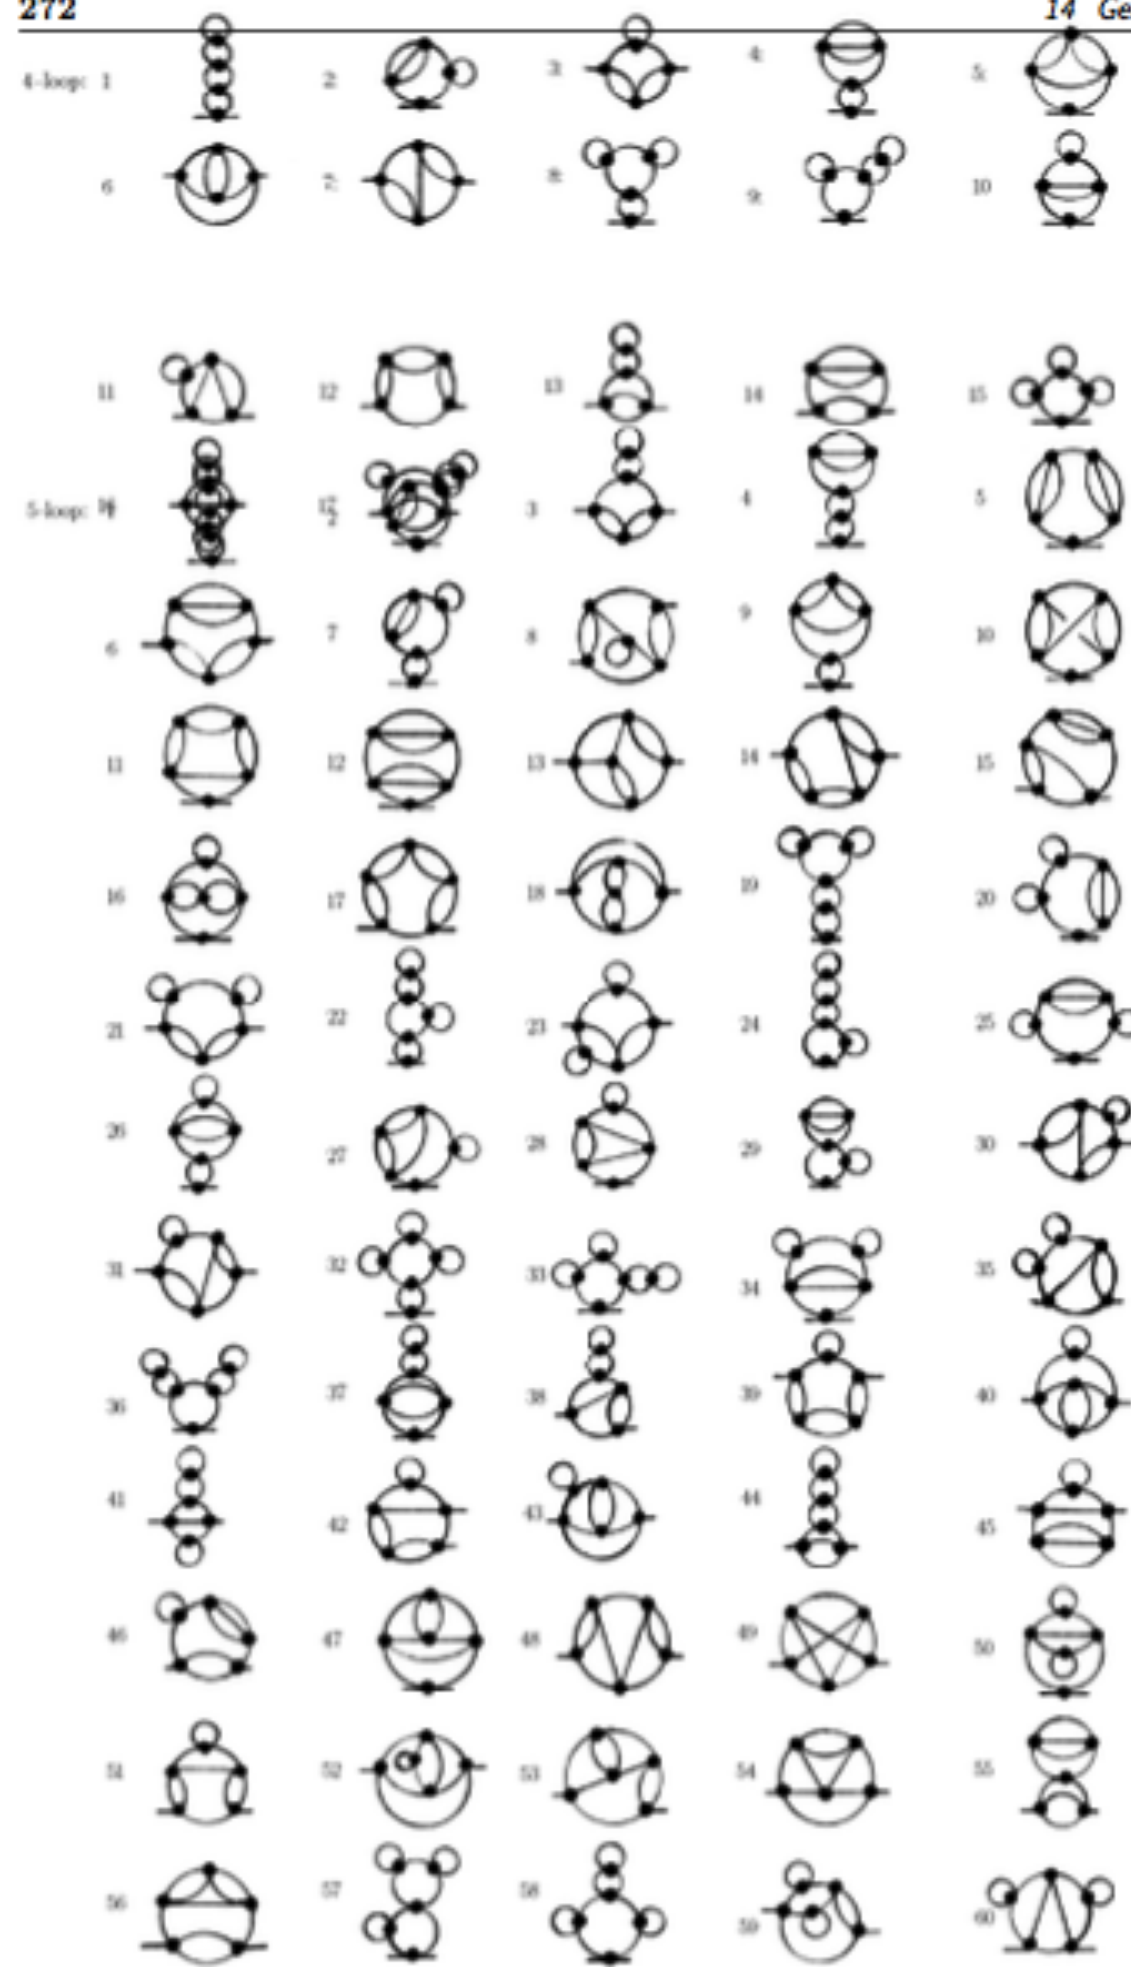 272
14 Ge
4-loop: 1 2: 3: 4: 5:
6 7: 8: 9: 10
11 12 13 14 15
5-loop: 3 4 5
6 7 8 9 10
11 12 13 14 15
16 17 18 19 20
21 22 23 24 25
26 27 28 29 30
31 32 33 34 35
36 37 38 39 40
41 42 43 44 45
46 47 48 49 50
51 52 53 54 55
56 57 58 59 60